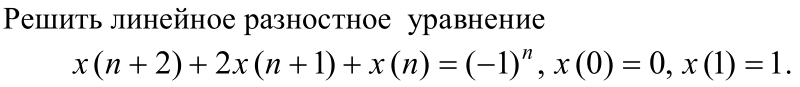 Решить линейное разностное уравнение
x(n + 2) + 2x(n + 1) + x(n) = (−1)ⁿ, x(0) = 0, x(1) = 1.